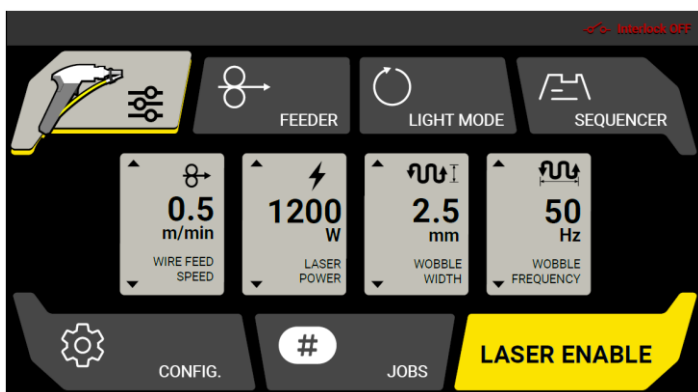 Interlock OFF
FEEDER
LIGHT MODE
SEQUENCER
0.5
m/min
WIRE FEED
SPEED
1200
W
LASER
POWER
2.5
mm
WOBBLE
WIDTH
50
Hz
WOBBLE
FREQUENCY
CONFIG.
#
JOBS
LASER ENABLE